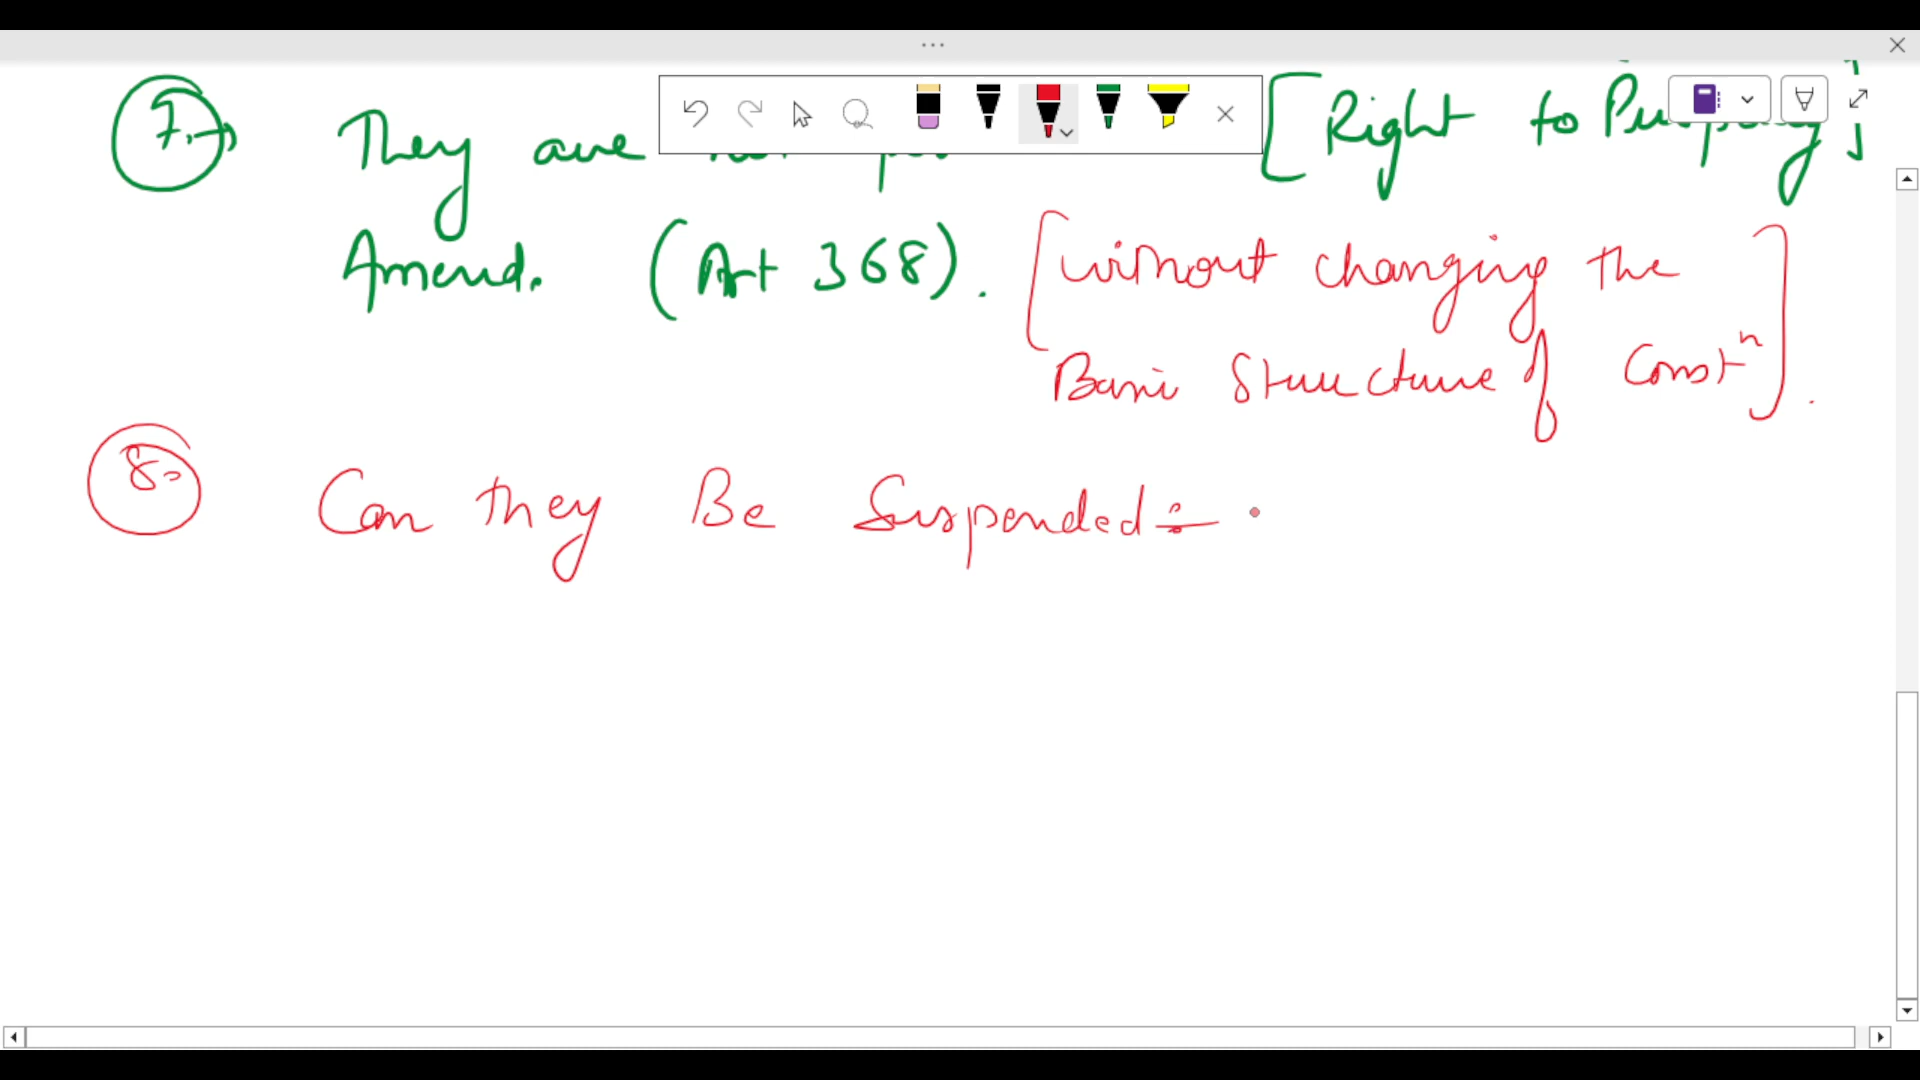 7. → They are [Right to Property]
Amend. (Art 368). [without changing the
Basic Structure of Constn].
8. Can they Be Suspended :-